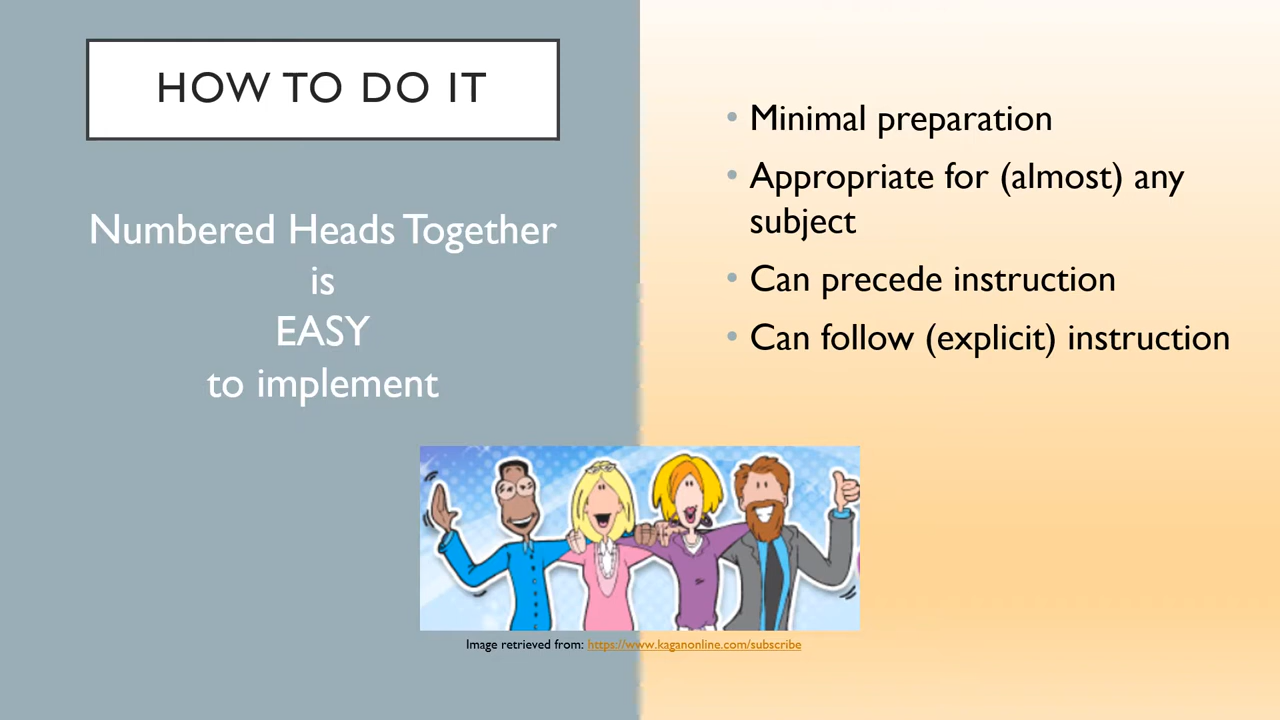 HOW TO DO IT
Numbered Heads Together
is
EASY
to implement
• Minimal preparation
• Appropriate for (almost) any
subject
• Can precede instruction
• Can follow (explicit) instruction
Image retrieved from: https://www.kaganonline.com/subscribe